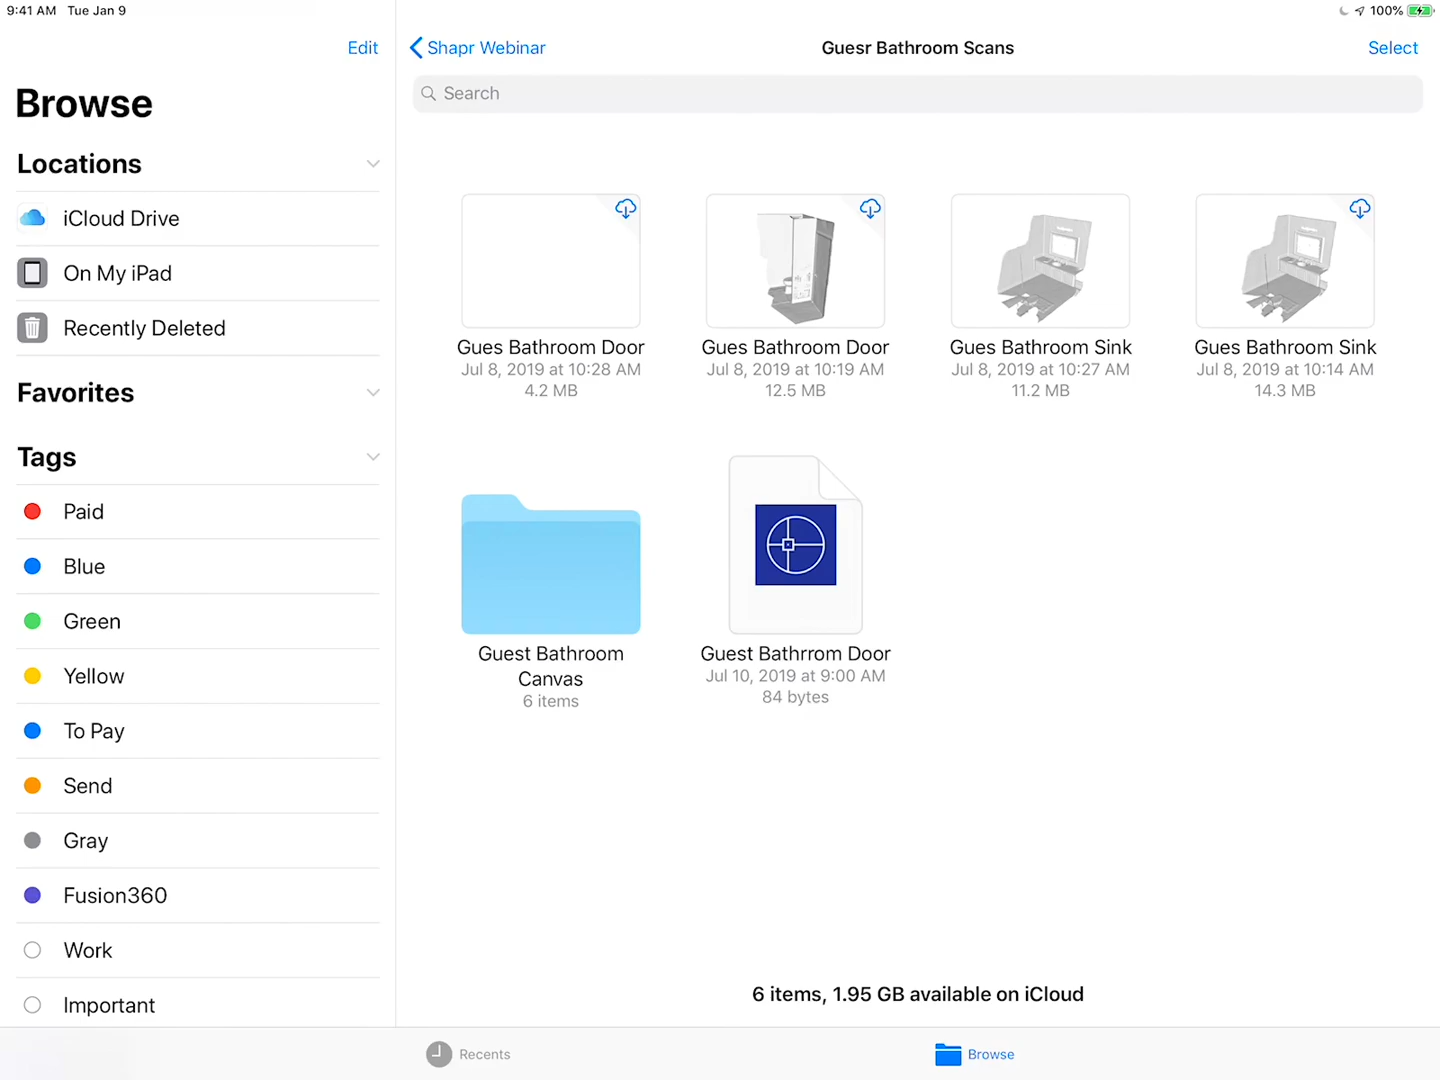 9:41 AM Tue Jan 9
100%
Edit
Shapr Webinar
Guesr Bathroom Scans
Select
Browse
Search
Locations
iCloud Drive
On My iPad
Recently Deleted
Favorites
Tags
Paid
Blue
Green
Yellow
To Pay
Send
Gray
Fusion360
Work
Important
Gues Bathroom Door
Jul 8, 2019 at 10:28 AM
4.2 MB
Gues Bathroom Door
Jul 8, 2019 at 10:19 AM
12.5 MB
Gues Bathroom Sink
Jul 8, 2019 at 10:27 AM
11.2 MB
Gues Bathroom Sink
Jul 8, 2019 at 10:14 AM
14.3 MB
Guest Bathroom
Canvas
6 items
Guest Bathrrom Door
Jul 10, 2019 at 9:00 AM
84 bytes
6 items, 1.95 GB available on iCloud
Recents
Browse